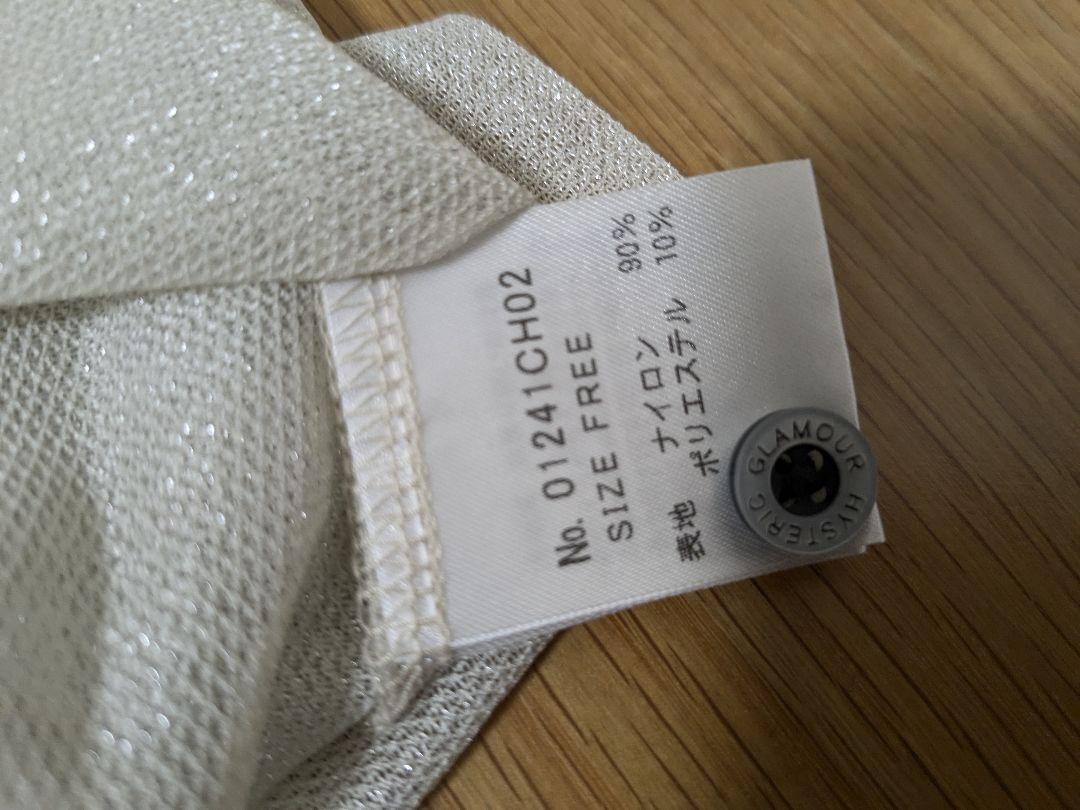 No. 01241CH02
SIZE FREE
ナイロン 90%
表地 ポリエステル 10%
HYSTERIC GLAMOUR